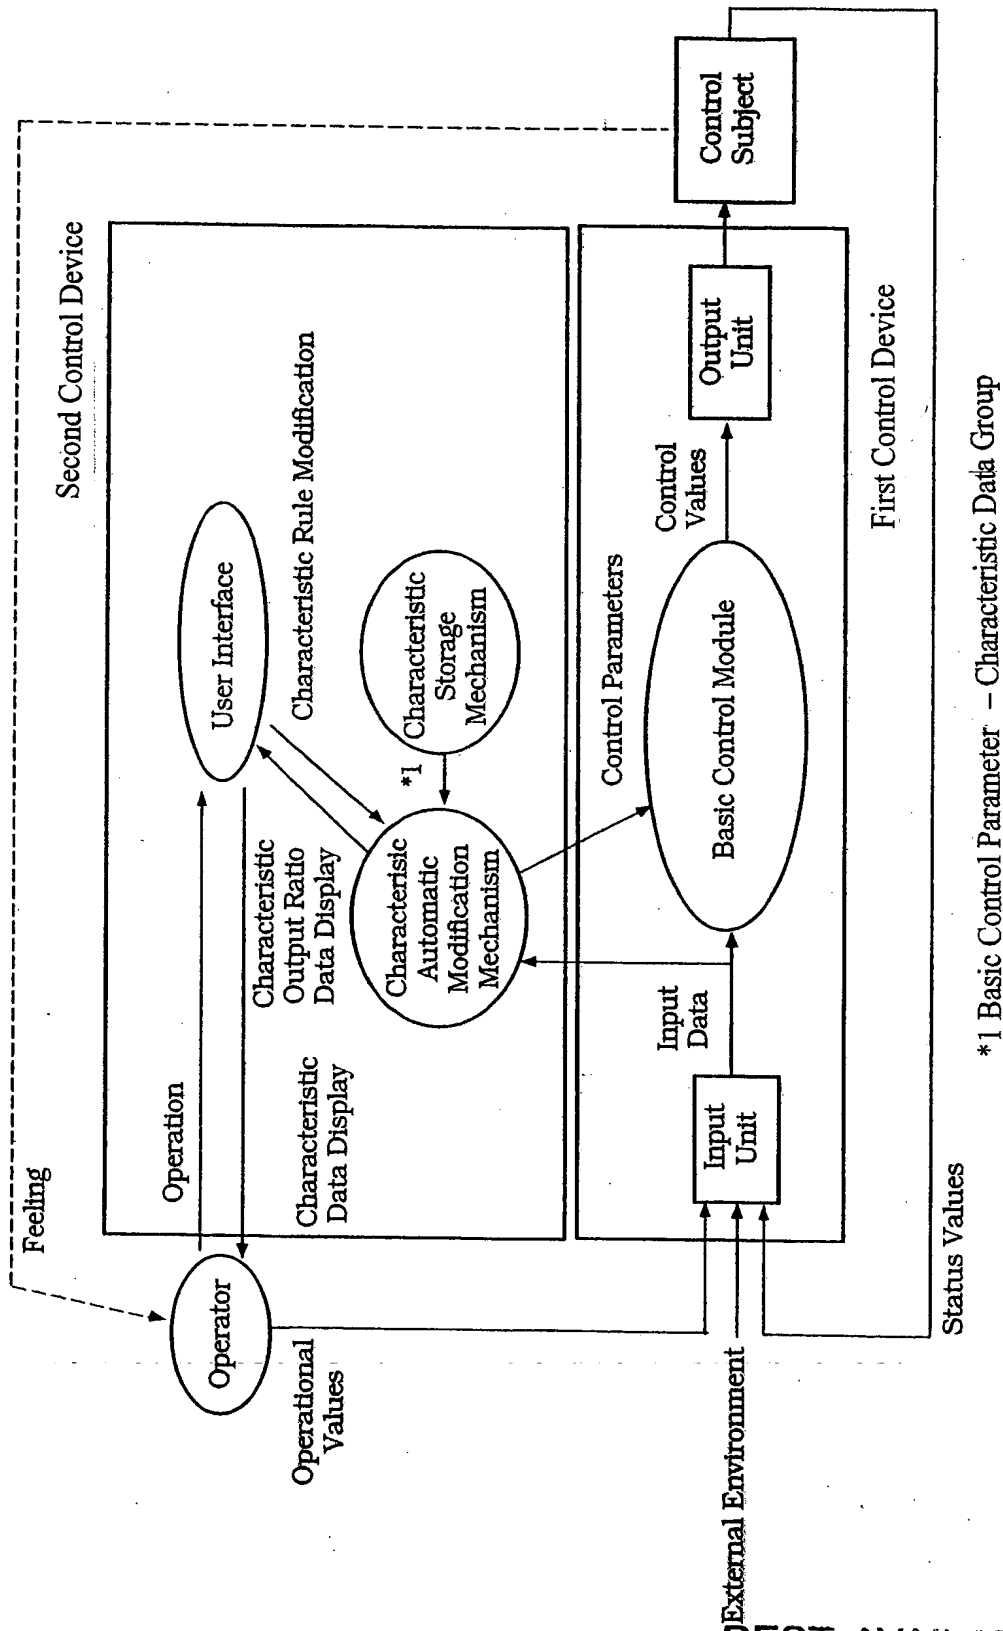 Second Control Device
Feeling
Operation
User Interface
Operator
Characteristic Rule Modification
Characteristic
Output Ratio
Data Display
Characteristic
Data Display
Characteristic
Storage
Mechanism
*1
Characterisic
Automatic
Modification
Mechanism
Operational
Values
Control Parameters
Input
Data
Control
Values
Input
Unit
Basic Control Module
Output
Unit
Control
Subject
External Environment
First Control Device
Status Values
*1 Basic Control Parameter – Characteristic Data Group